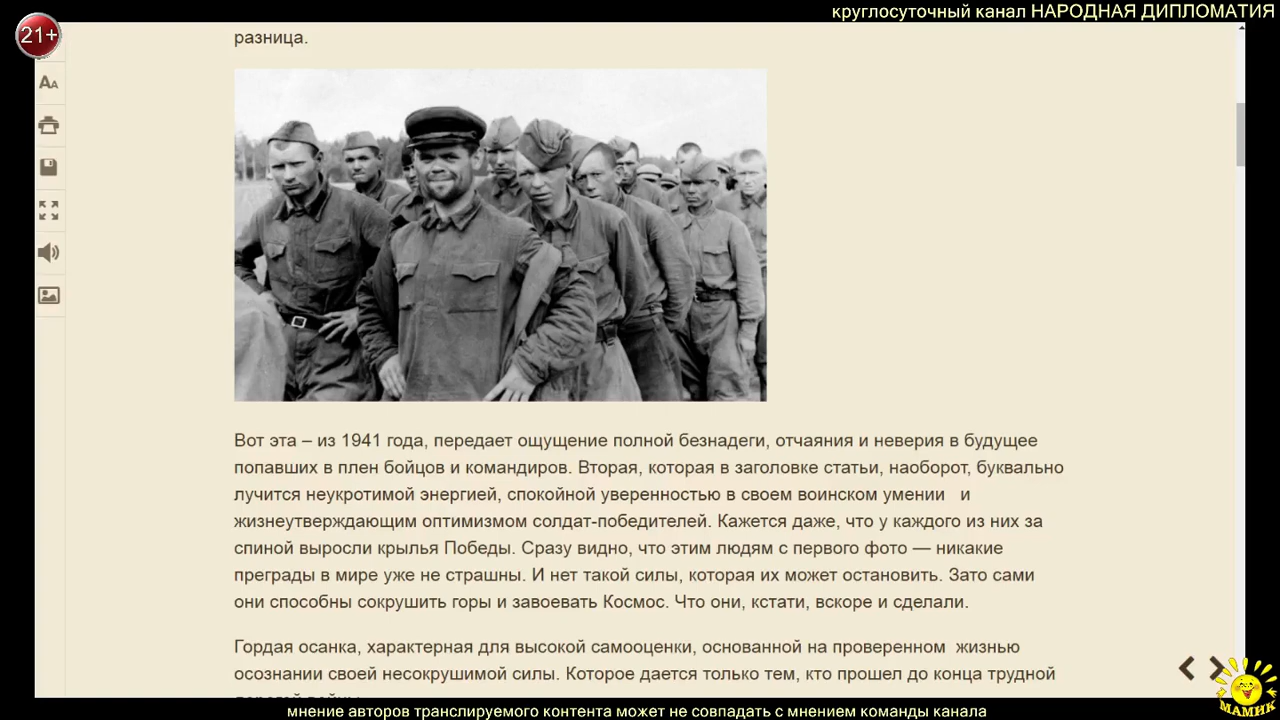 круглосуточный канал НАРОДНАЯ ДИПЛОМАТИЯ
21+
разница.
AA
Вот эта – из 1941 года, передает ощущение полной безнадеги, отчаяния и неверия в будущее
попавших в плен бойцов и командиров. Вторая, которая в заголовке статьи, наоборот, буквально
лучится неукротимой энергией, спокойной уверенностью в своем воинском умении и
жизнеутверждающим оптимизмом солдат-победителей. Кажется даже, что у каждого из них за
спиной выросли крылья Победы. Сразу видно, что этим людям с первого фото — никакие
преграды в мире уже не страшны. И нет такой силы, которая их может остановить. Зато сами
они способны сокрушить горы и завоевать Космос. Что они, кстати, вскоре и сделали.
Гордая осанка, характерная для высокой самооценки, основанной на проверенном жизнью
осознании своей несокрушимой силы. Которое дается только тем, кто прошел до конца трудной
МАМИК
мнение авторов транслируемого контента может не совпадать с мнением команды канала